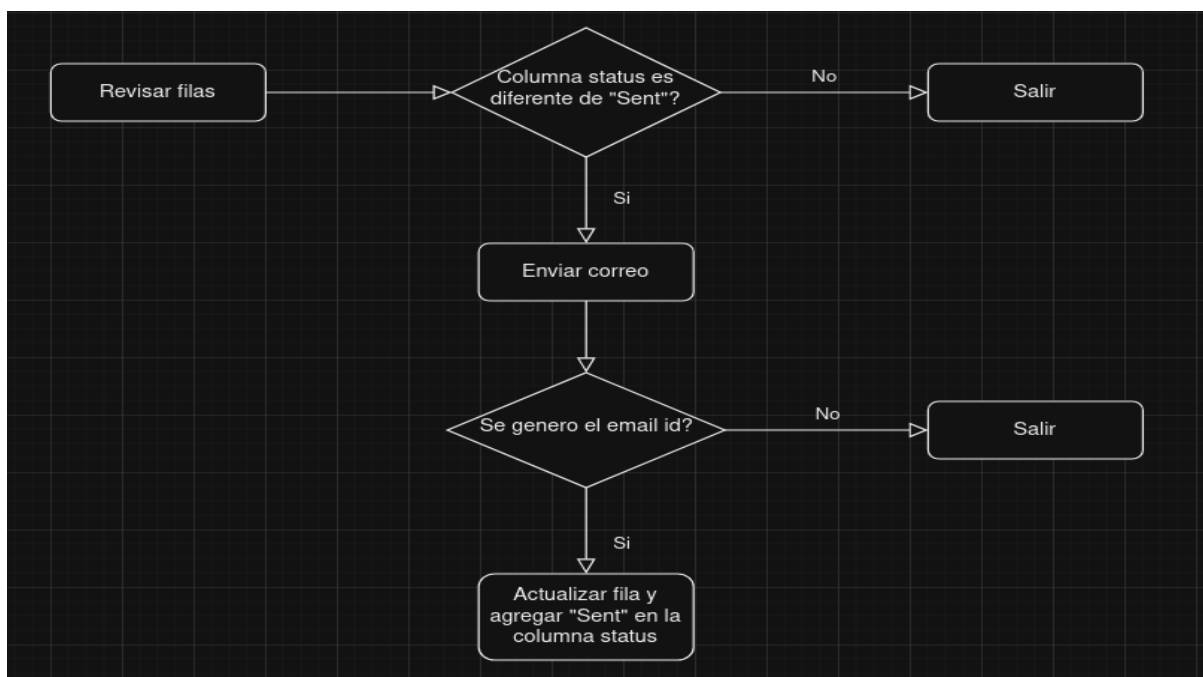 Revisar filas
Columna status es
diferente de "Sent"?
No
Salir
Si
Enviar correo
Se genero el email id?
No
Salir
Si
Actualizar fila y
agregar "Sent" en la
columna status